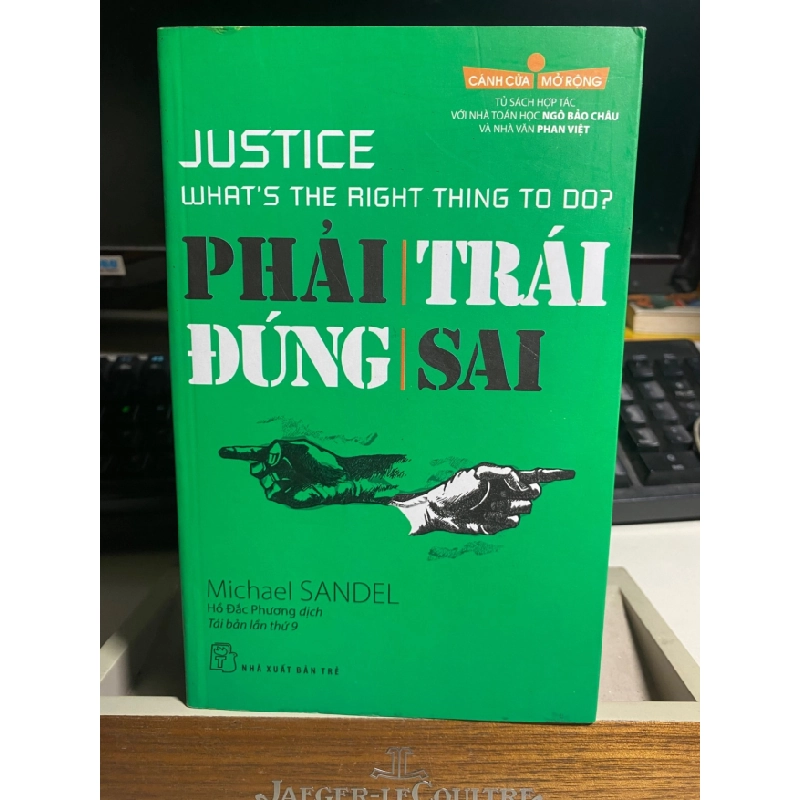 CÁNH CỬA MỞ RỘNG
TỦ SÁCH HỢP TÁC
VỚI NHÀ TOÁN HỌC NGÔ BẢO CHÂU
VÀ NHÀ VĂN PHAN VIỆT
JUSTICE
WHAT'S THE RIGHT THING TO DO?
PHẢI TRÁI
ĐÚNG SAI
Michael SANDEL
Hồ Đắc Phương dịch
Tái bản lần thứ 9
NHÀ XUẤT BẢN TRẺ
JAEGER-LECOULTRE